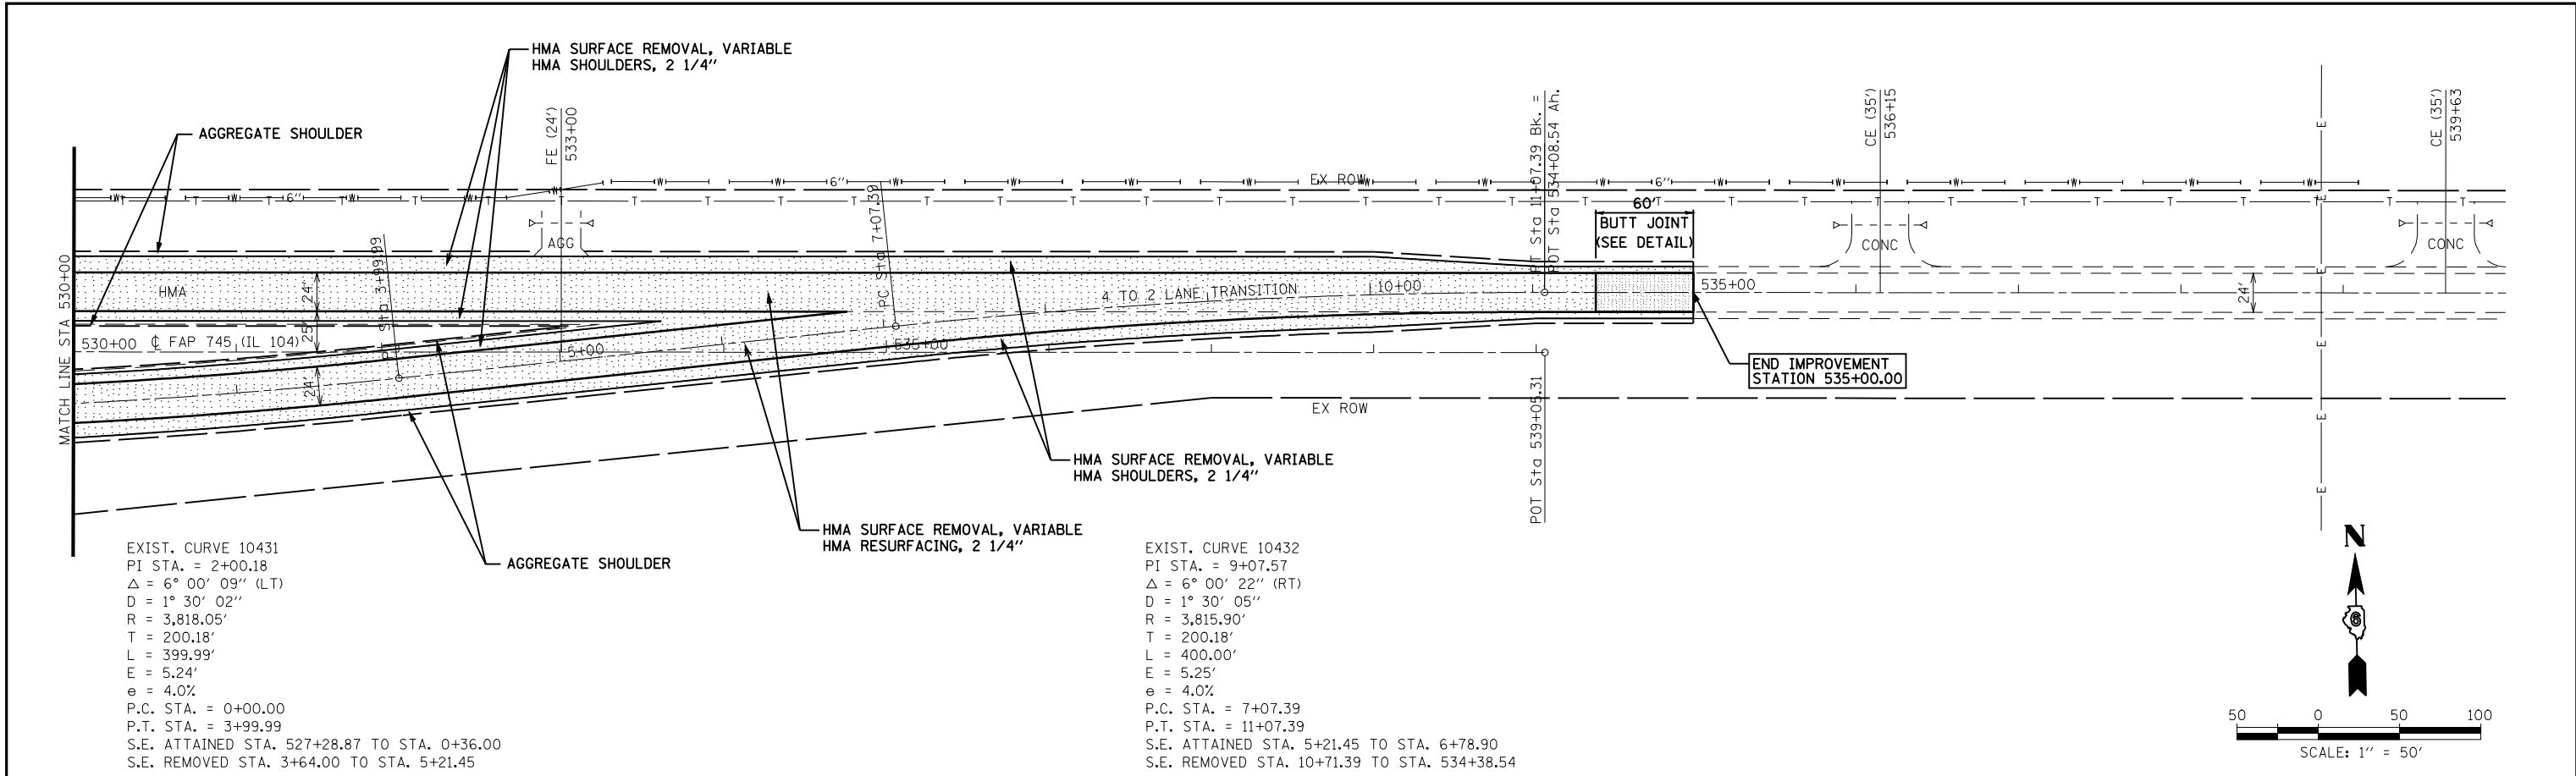 HMA SURFACE REMOVAL, VARIABLE
HMA SHOULDERS, 2 1/4"
AGGREGATE SHOULDER
FE (24')
533+00
PT Sta 11+07.39 Bk. =
POT Sta 534+08.54 Ah.
CE (35')
536+15
CE (35')
539+63
E
W W W W 6" W W W 6" W W W EX ROW W W 6" W W W W W W
T T T T T T T T T T T T T T T T T T T
60'
BUTT JOINT
(SEE DETAIL)
AGG
CONC
CONC
PT Sta 3+99.99
PC Sta 7+07.39
MATCH LINE STA 530+00
HMA
24'
4 TO 2 LANE TRANSITION
10+00
535+00
24'
25'
530+00 ℄ FAP 745 (IL 104)
5+00
535+00
24'
END IMPROVEMENT
STATION 535+00.00
E
E
E
E
E
EX ROW
POT Sta 539+05.31
HMA SURFACE REMOVAL, VARIABLE
HMA SHOULDERS, 2 1/4"
HMA SURFACE REMOVAL, VARIABLE
HMA RESURFACING, 2 1/4"
AGGREGATE SHOULDER
EXIST. CURVE 10431
PI STA. = 2+00.18
Δ = 6° 00' 09" (LT)
D = 1° 30' 02"
R = 3,818.05'
T = 200.18'
L = 399.99'
E = 5.24'
e = 4.0%
P.C. STA. = 0+00.00
P.T. STA. = 3+99.99
S.E. ATTAINED STA. 527+28.87 TO STA. 0+36.00
S.E. REMOVED STA. 3+64.00 TO STA. 5+21.45
EXIST. CURVE 10432
PI STA. = 9+07.57
Δ = 6° 00' 22" (RT)
D = 1° 30' 05"
R = 3,815.90'
T = 200.18'
L = 400.00'
E = 5.25'
e = 4.0%
P.C. STA. = 7+07.39
P.T. STA. = 11+07.39
S.E. ATTAINED STA. 5+21.45 TO STA. 6+78.90
S.E. REMOVED STA. 10+71.39 TO STA. 534+38.54
N
6
50 0 50 100
SCALE: 1" = 50'